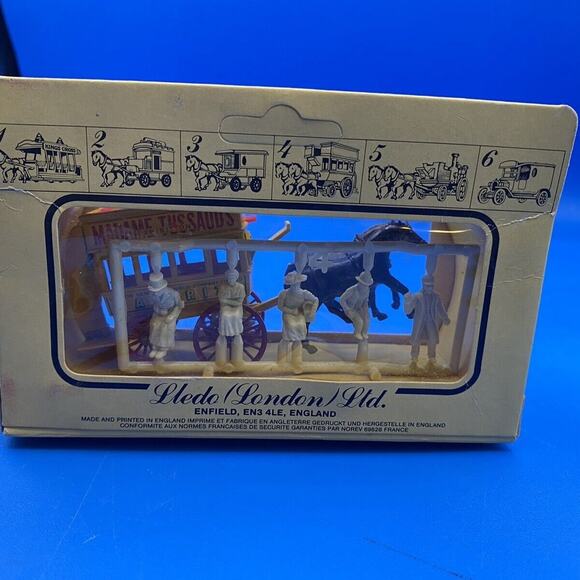 1 2 3 4 5 6
KINGS CROSS
MADAME TUSSAUD'S
Lledo (London) Ltd.
ENFIELD, EN3 4LE, ENGLAND
MADE AND PRINTED IN ENGLAND IMPRIME ET FABRIQUE EN ANGLETERRE GEDRUCKT UND HERGESTELLE IN ENGLAND
CONFORMITE AUX NORMES FRANCAISES DE SECURITE GARANTIES PAR NOREV 69628 FRANCE